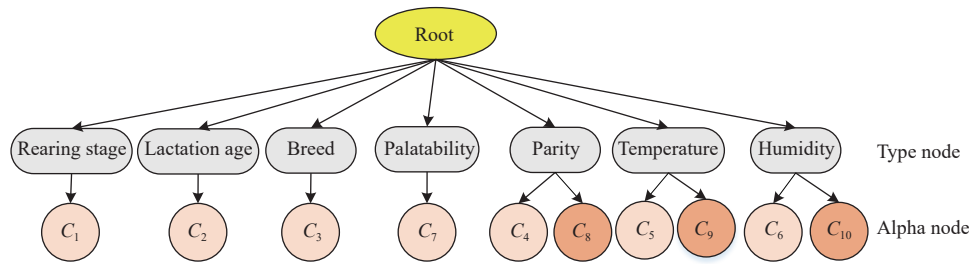 Root
Rearing stage Lactation age Breed Palatability Parity Temperature Humidity Type node
C1 C2 C3 C7 C4 C8 C5 C9 C6 C10 Alpha node